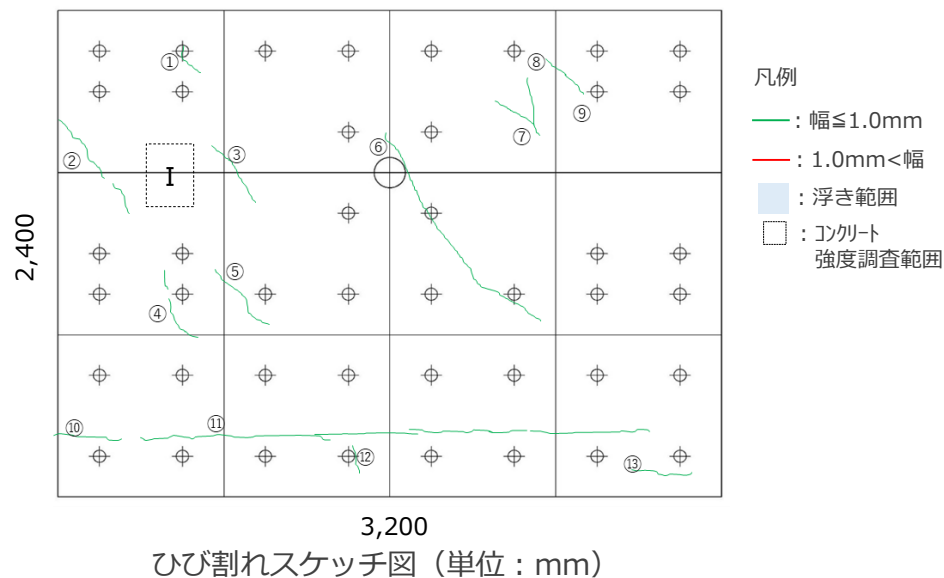 ①
⑧
⑨
⑦
②
③
⑥
I
⑤
④
⑩
⑪
⑫
⑬
2,400
3,200
ひび割れスケッチ図（単位：mm）
凡例
：幅≦1.0mm
：1.0mm<幅
：浮き範囲
：ｺﾝｸﾘｰﾄ
強度調査範囲